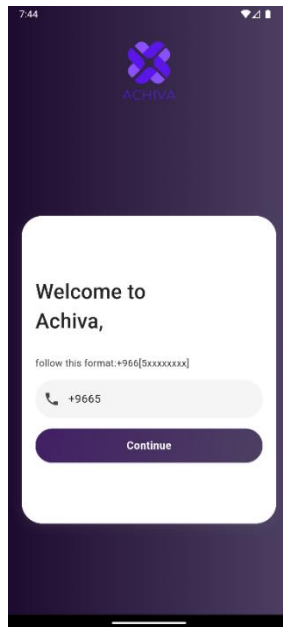 7:44
ACHIVA
Welcome to
Achiva,
follow this format:+966[5xxxxxxxx]
+9665
Continue